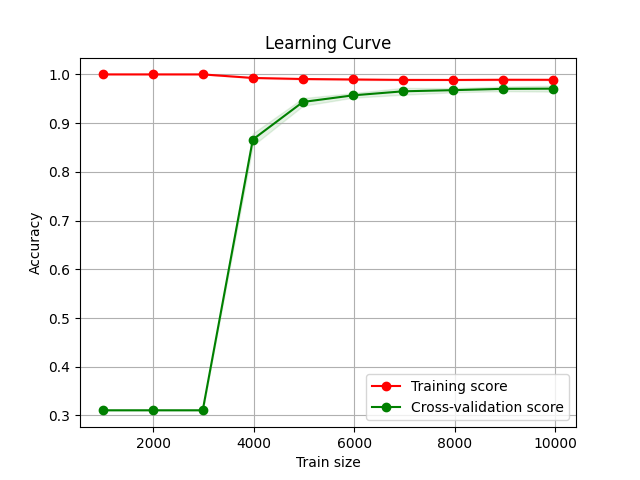 Learning Curve
1.0
0.9
0.8
0.7
0.6
0.5
0.4
0.3
Accuracy
Training score
Cross-validation score
2000 4000 6000 8000 10000
Train size